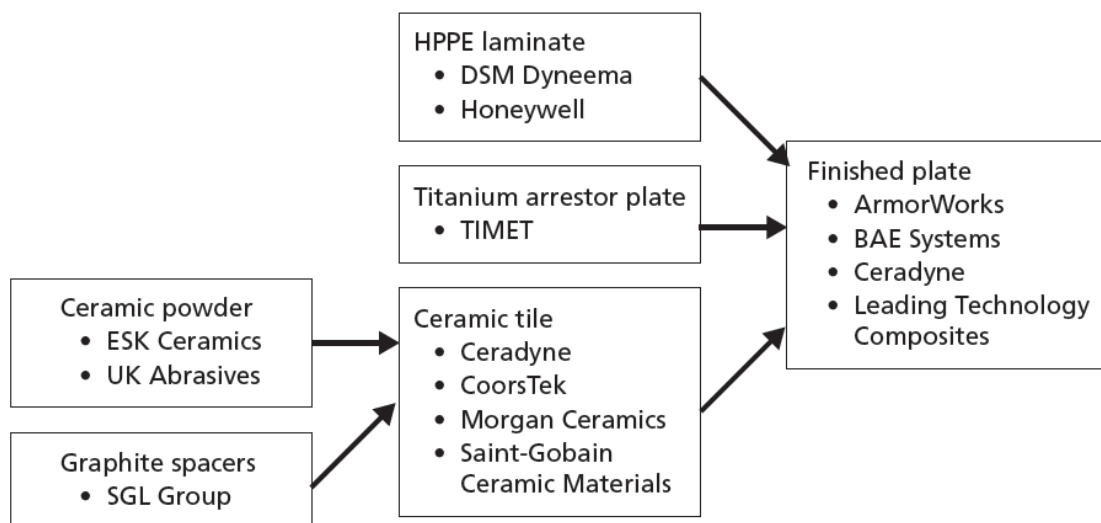 HPPE laminate
• DSM Dyneema
• Honeywell
Titanium arrestor plate
• TIMET
Ceramic powder
• ESK Ceramics
• UK Abrasives
Graphite spacers
• SGL Group
Ceramic tile
• Ceradyne
• CoorsTek
• Morgan Ceramics
• Saint-Gobain
Ceramic Materials
Finished plate
• ArmorWorks
• BAE Systems
• Ceradyne
• Leading Technology
Composites